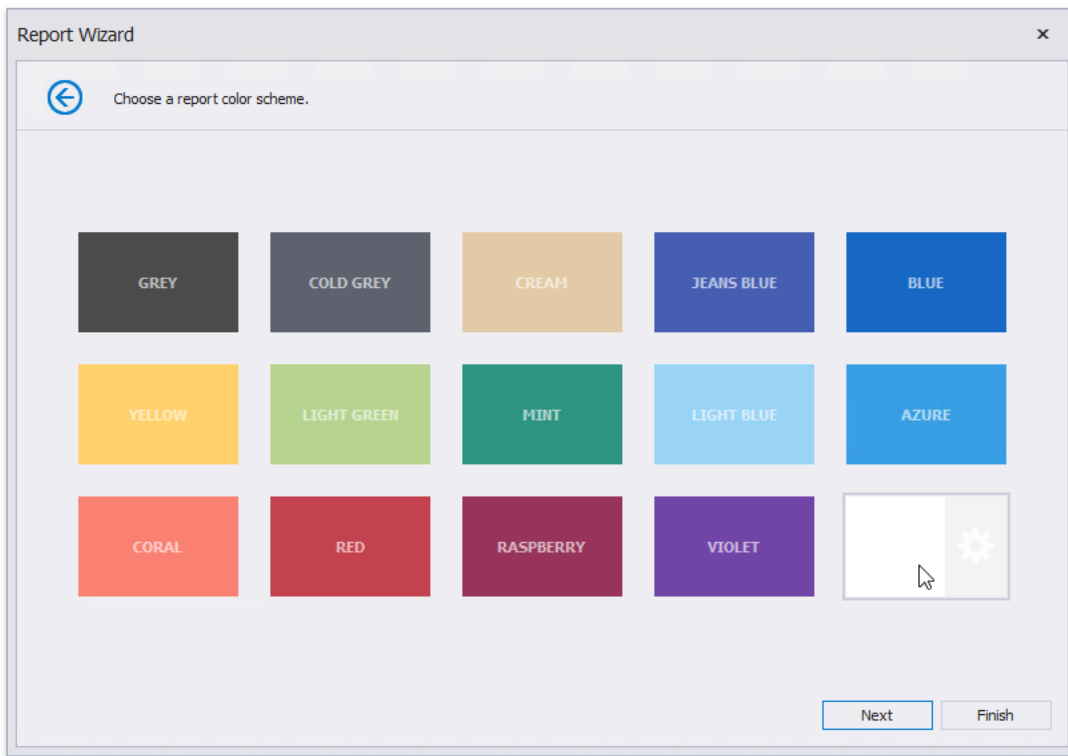 Report Wizard
Choose a report color scheme.
GREY
COLD GREY
CREAM
JEANS BLUE
BLUE
YELLOW
LIGHT GREEN
MINT
LIGHT BLUE
AZURE
CORAL
RED
RASPBERRY
VIOLET
Next
Finish